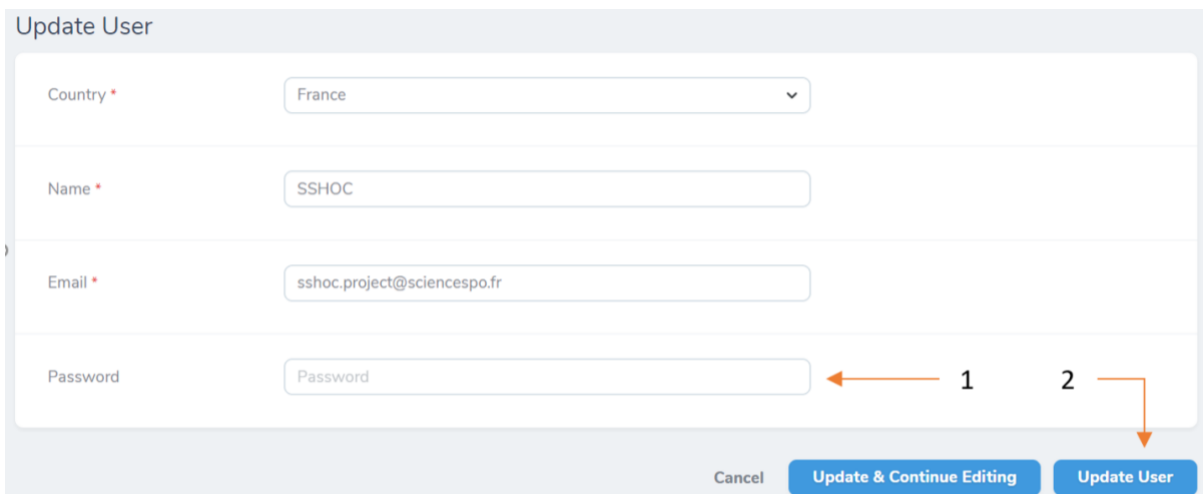 Update User
Country *
France
Name *
SSHOC
Email *
sshoc.project@sciencespo.fr
Password
Password
1
2
Cancel
Update & Continue Editing
Update User